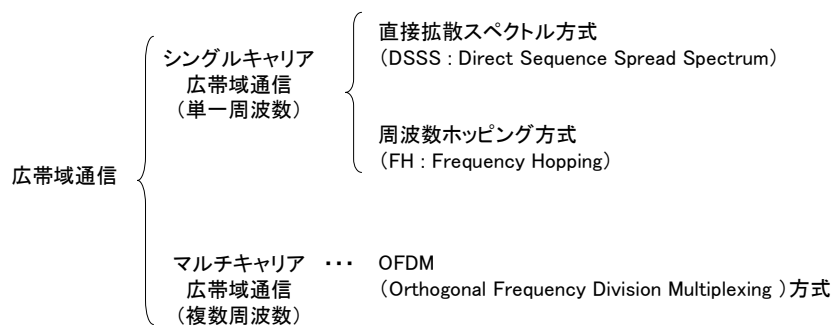 広帯域通信
シングルキャリア
広帯域通信
(単一周波数)
直接拡散スペクトル方式
(DSSS : Direct Sequence Spread Spectrum)
周波数ホッピング方式
(FH : Frequency Hopping)
マルチキャリア ・・・ OFDM
広帯域通信
(複数周波数)
(Orthogonal Frequency Division Multiplexing )方式